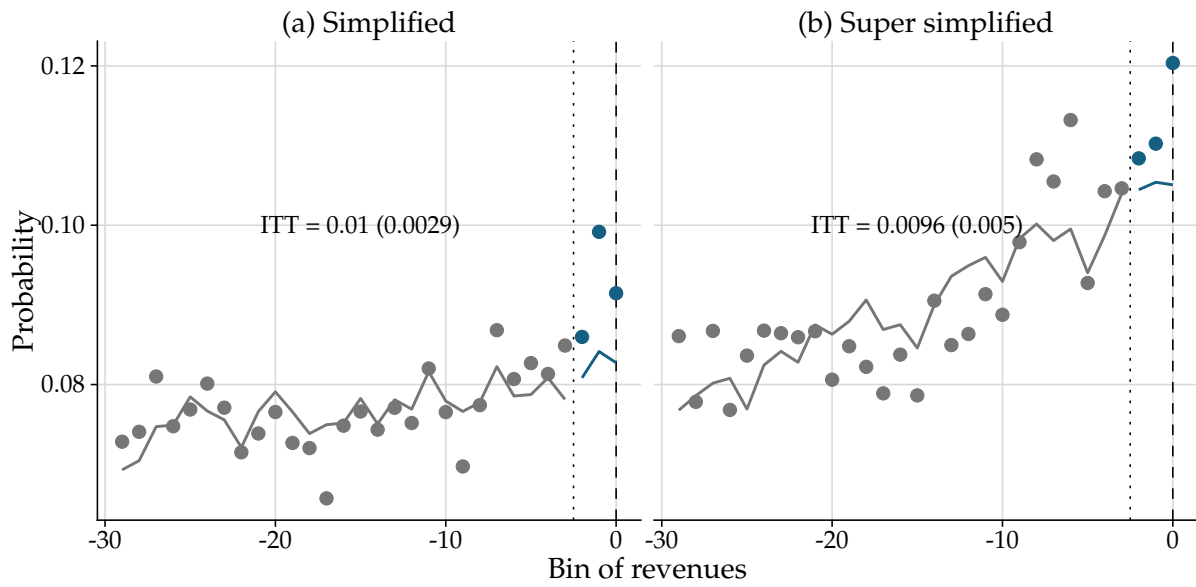 (a) Simplified
(b) Super simplified
0.12
0.10
0.08
Probability
ITT = 0.01 (0.0029)
ITT = 0.0096 (0.005)
-30 -20 -10 0
-30 -20 -10 0
Bin of revenues